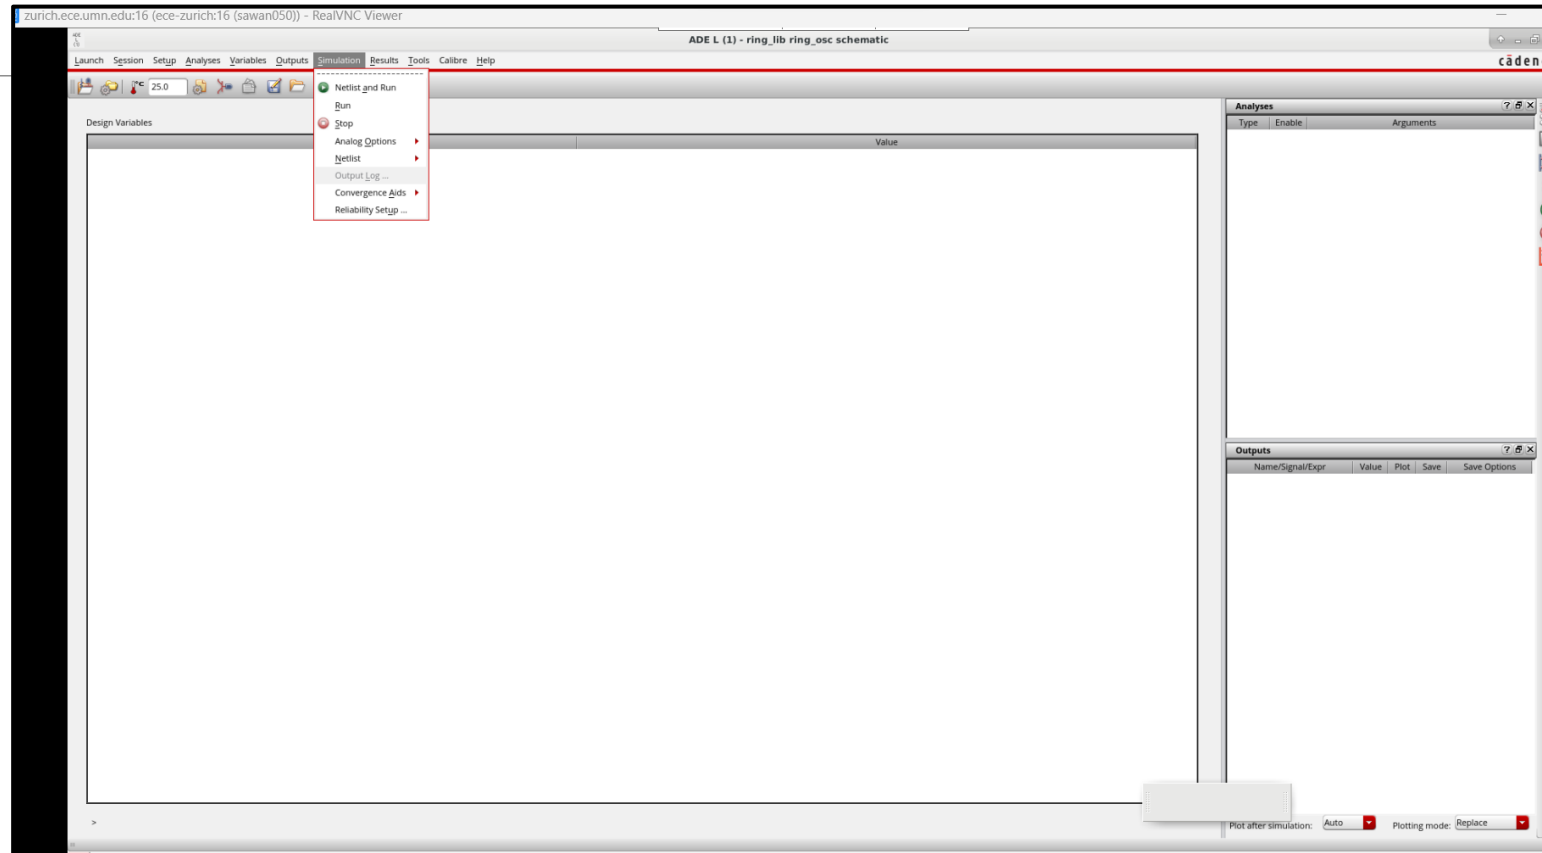 zurich.ece.umn.edu:16 (ece-zurich:16 (sawan050)) - RealVNC Viewer
ADE L (1) - ring_lib ring_osc schematic
Launch Session Setup Analyses Variables Outputs Simulation Results Tools Calibre Help
cāden
25.0
Netlist and Run
Run
Stop
Analog Options
Netlist
Output Log ...
Convergence Aids
Reliability Setup ...
Design Variables
Value
Analyses
Type Enable Arguments
Outputs
Name/Signal/Expr Value Plot Save Save Options
>
Plot after simulation: Auto Plotting mode: Replace